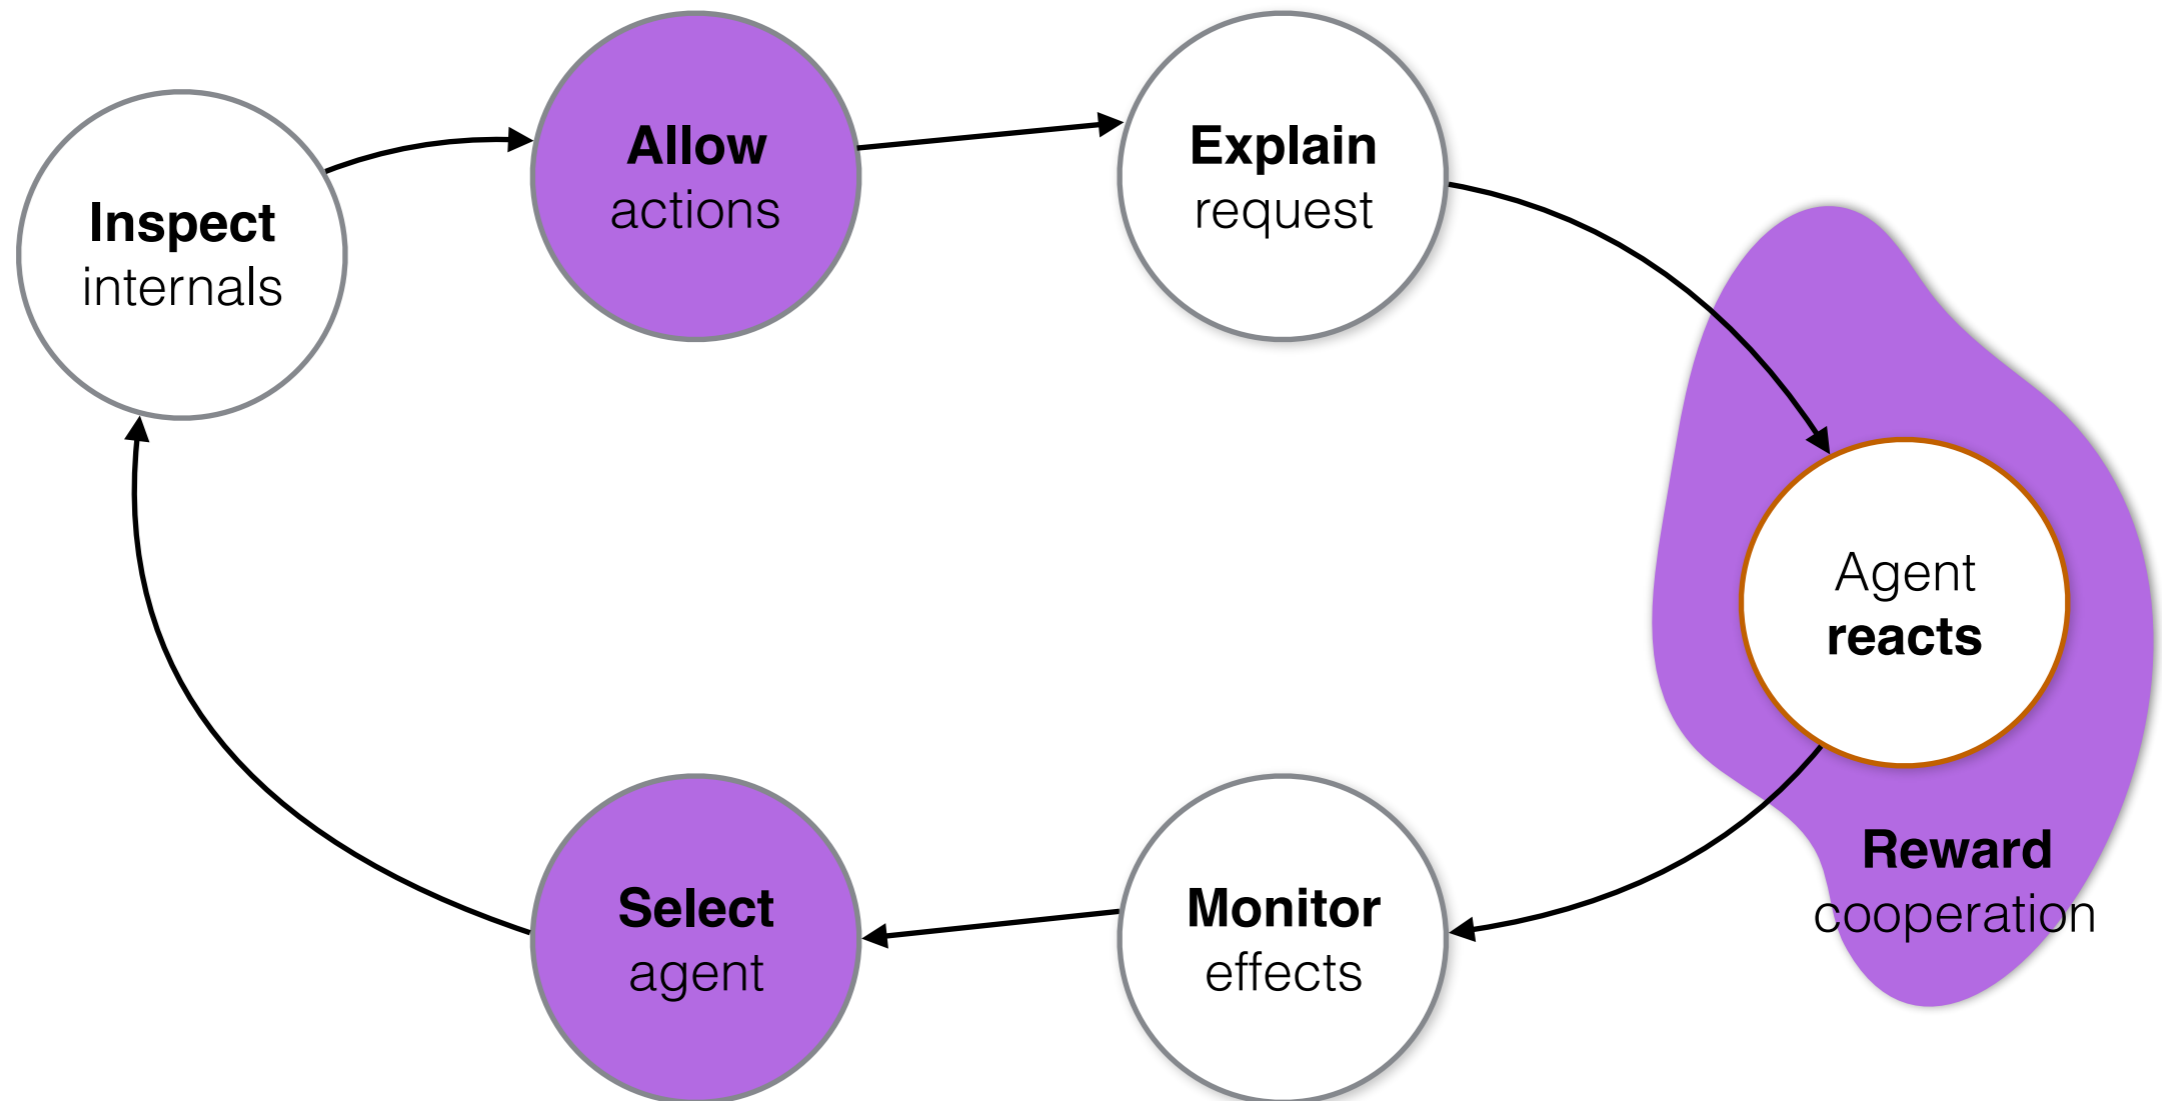 Inspect
internals
Allow
actions
Explain
request
Agent
reacts
Reward
cooperation
Monitor
effects
Select
agent